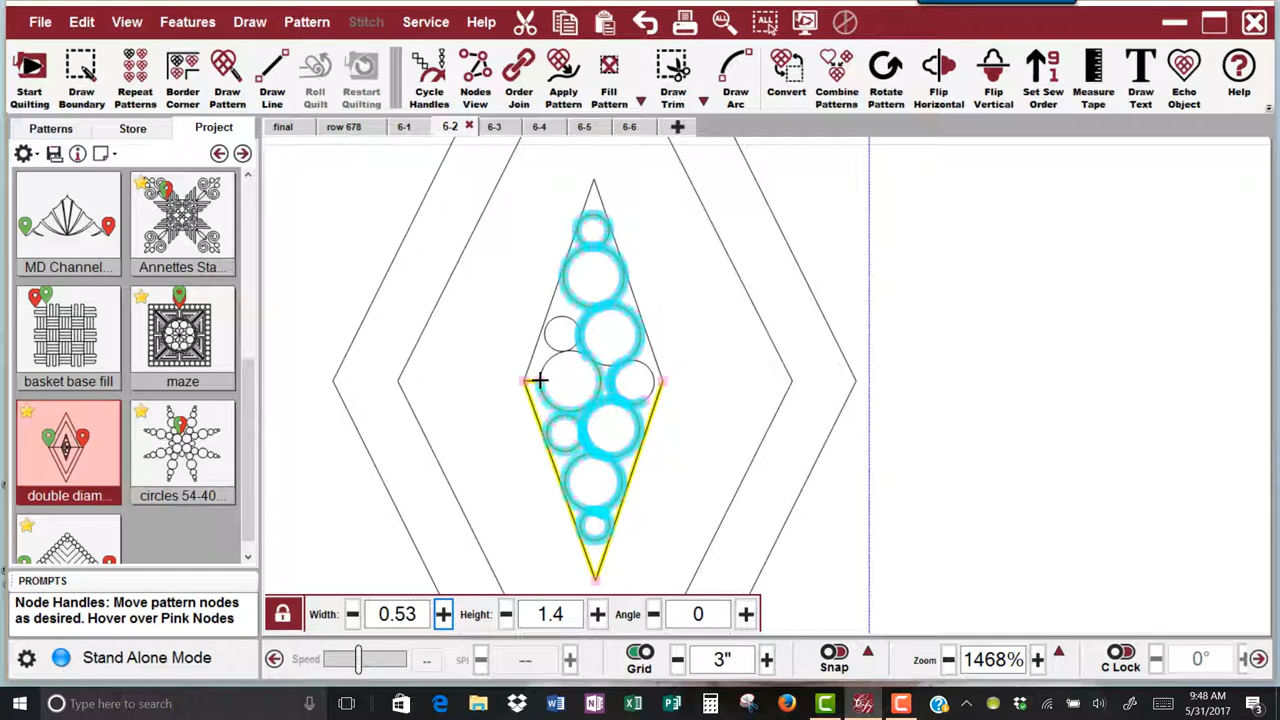 File Edit View Features Draw Pattern Stitch Service Help
Start Quilting
Draw Boundary
Repeat Patterns
Border Corner
Draw Pattern
Draw Line
Roll Quilt
Restart Quilting
Cycle Handles
Nodes View
Order Join
Apply Pattern
Fill Pattern
Draw Trim
Draw Arc
Convert
Combine Patterns
Rotate Pattern
Flip Horizontal
Flip Vertical
Set Sew Order
Measure Tape
Draw Text
Echo Object
Help
Patterns Store Project
final row 678 6-1 6-2 6-3 6-4 6-5 6-6
MD Channel... Annettes Sta...
basket base fill maze
double diam... circles 54-40...
PROMPTS
Node Handles: Move pattern nodes
as desired. Hover over Pink Nodes
Width: 0.53 Height: 1.4 Angle 0
Stand Alone Mode
Speed -- SPI -- Grid 3" Snap Zoom 1468% C Lock 0°
Type here to search
9:48 AM
5/31/2017